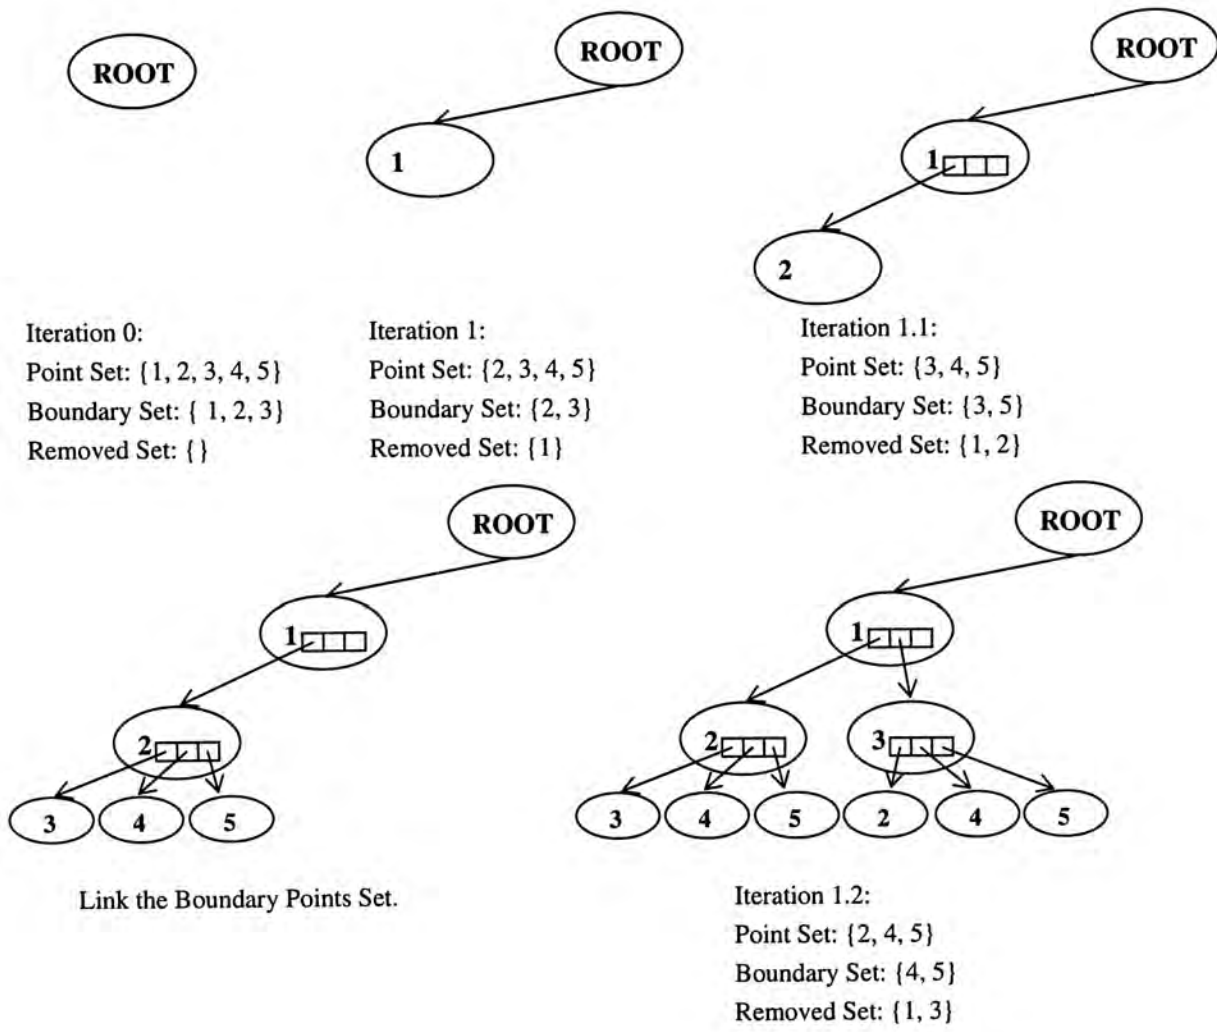 ROOT
ROOT
ROOT
1
1
2
Iteration 0:
Point Set: {1, 2, 3, 4, 5}
Boundary Set: { 1, 2, 3}
Removed Set: {}
Iteration 1:
Point Set: {2, 3, 4, 5}
Boundary Set: {2, 3}
Removed Set: {1}
Iteration 1.1:
Point Set: {3, 4, 5}
Boundary Set: {3, 5}
Removed Set: {1, 2}
ROOT
1
2
3 4 5
Link the Boundary Points Set.
ROOT
1
2 3
3 4 5 2 4 5
Iteration 1.2:
Point Set: {2, 4, 5}
Boundary Set: {4, 5}
Removed Set: {1, 3}